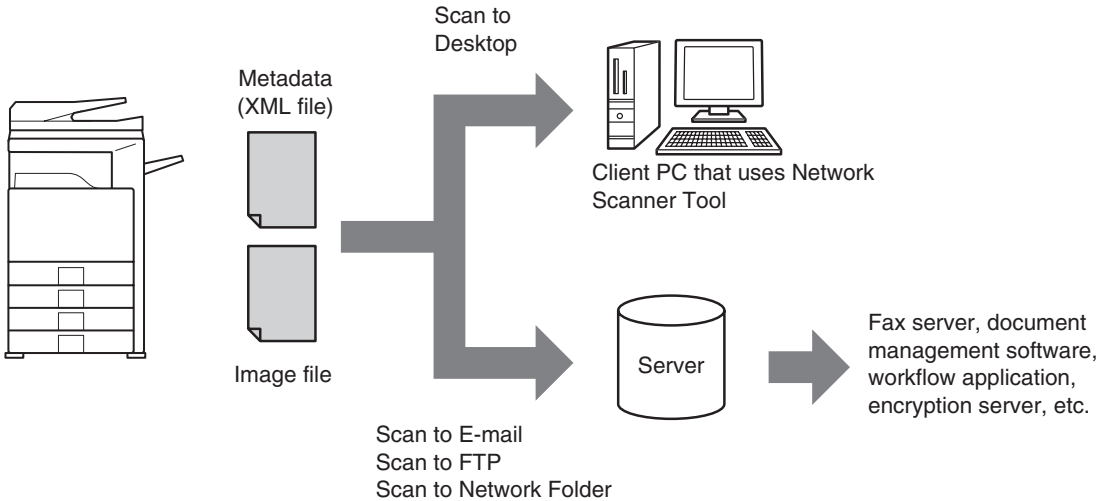 Scan to
Desktop
Metadata
(XML file)
Client PC that uses Network
Scanner Tool
Image file
Server
Fax server, document
management software,
workflow application,
encryption server, etc.
Scan to E-mail
Scan to FTP
Scan to Network Folder